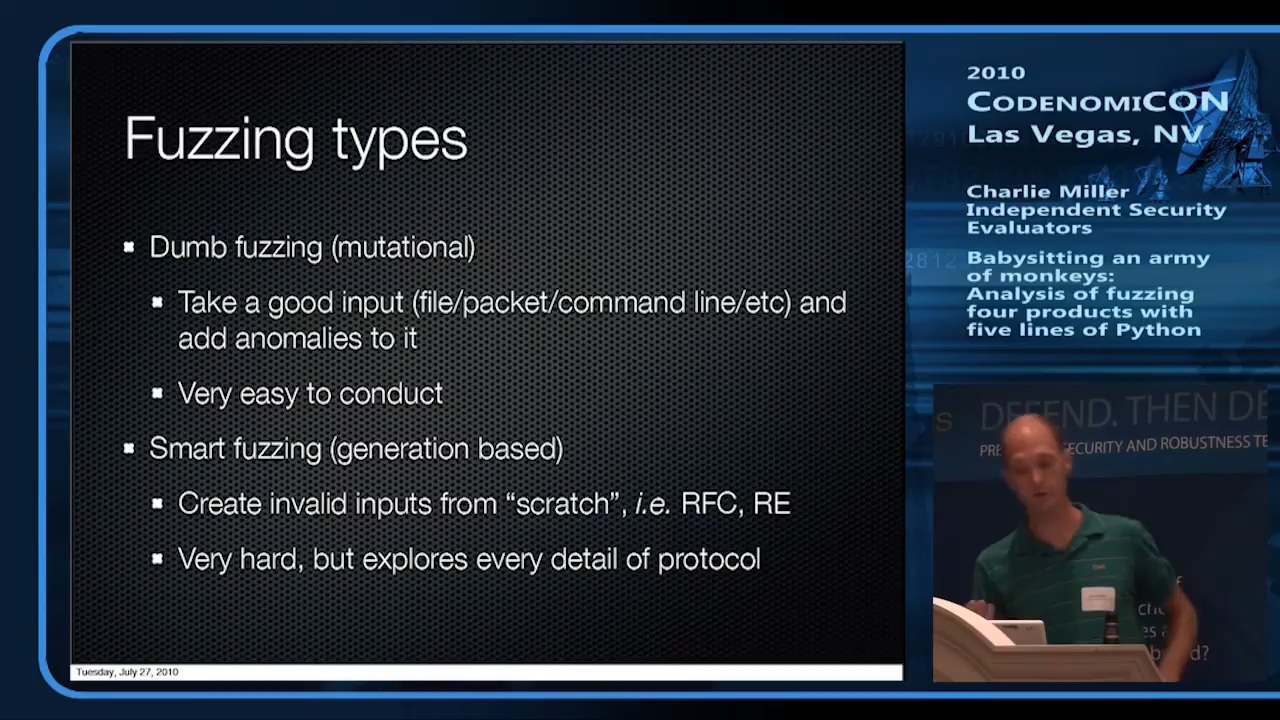 Fuzzing types
Dumb fuzzing (mutational)
Take a good input (file/packet/command line/etc) and
add anomalies to it
Very easy to conduct
Smart fuzzing (generation based)
Create invalid inputs from “scratch”, i.e. RFC, RE
Very hard, but explores every detail of protocol
Tuesday, July 27, 2010
2010
CODENOMICON
Las Vegas, NV
Charlie Miller
Independent Security
Evaluators
Babysitting an army
of monkeys:
Analysis of fuzzing
four products with
five lines of Python
DEFEND. THEN DE
SECURITY AND ROBUSTNESS TE